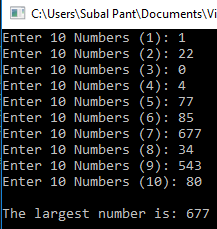 C:\Users\Subal Pant\Documents\Vi
Enter 10 Numbers (1): 1
Enter 10 Numbers (2): 22
Enter 10 Numbers (3): 0
Enter 10 Numbers (4): 4
Enter 10 Numbers (5): 77
Enter 10 Numbers (6): 85
Enter 10 Numbers (7): 677
Enter 10 Numbers (8): 34
Enter 10 Numbers (9): 543
Enter 10 Numbers (10): 80
The largest number is: 677